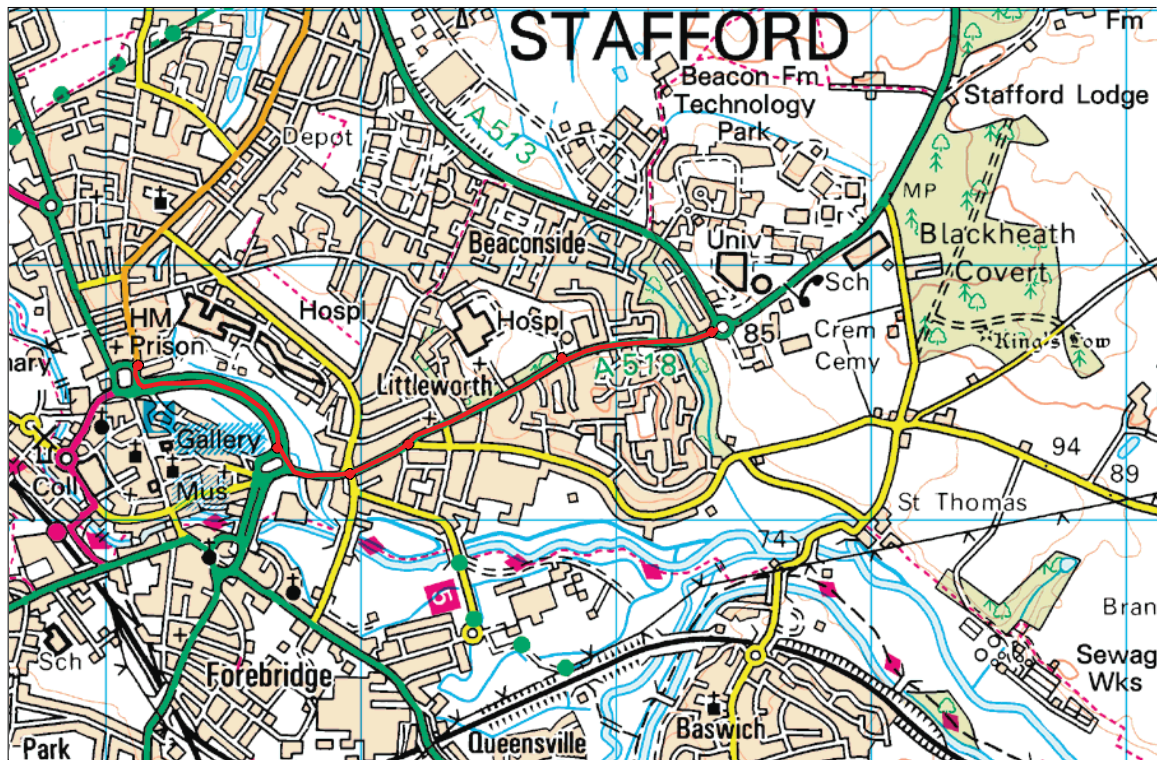 STAFFORD
Fm
Beacon Fm
Technology
Park
Stafford Lodge
A 513
Depot
MP
Blackheath
Covert
Beaconside
Univ
Sch
HM
Prison
Hospl
Hospl
85
Crem
Cemy
King's Low
A 518
Littleworth
Gallery
Mus
11
Coll
94
89
St Thomas
74
5
Bran
Sch
Forebridge
Sewag
Wks
Baswich
Park
Queensville